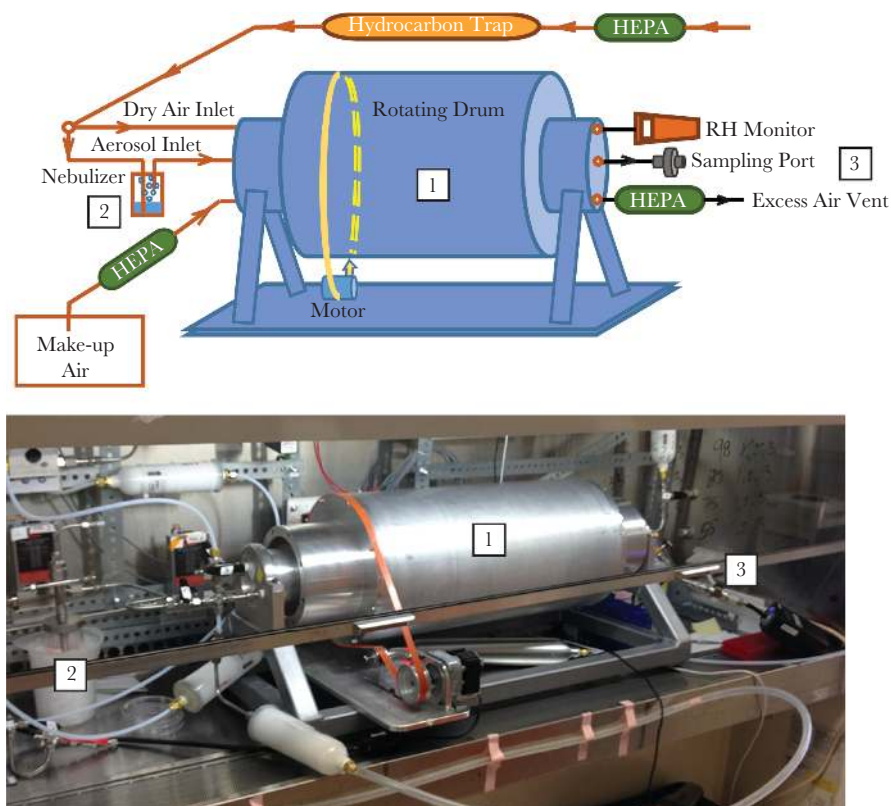 Hydrocarbon Trap
HEPA
Dry Air Inlet
Rotating Drum
Aerosol Inlet
RH Monitor
Nebulizer
Sampling Port
3
1
2
HEPA
Excess Air Vent
HEPA
Motor
Make-up
Air
1
3
2